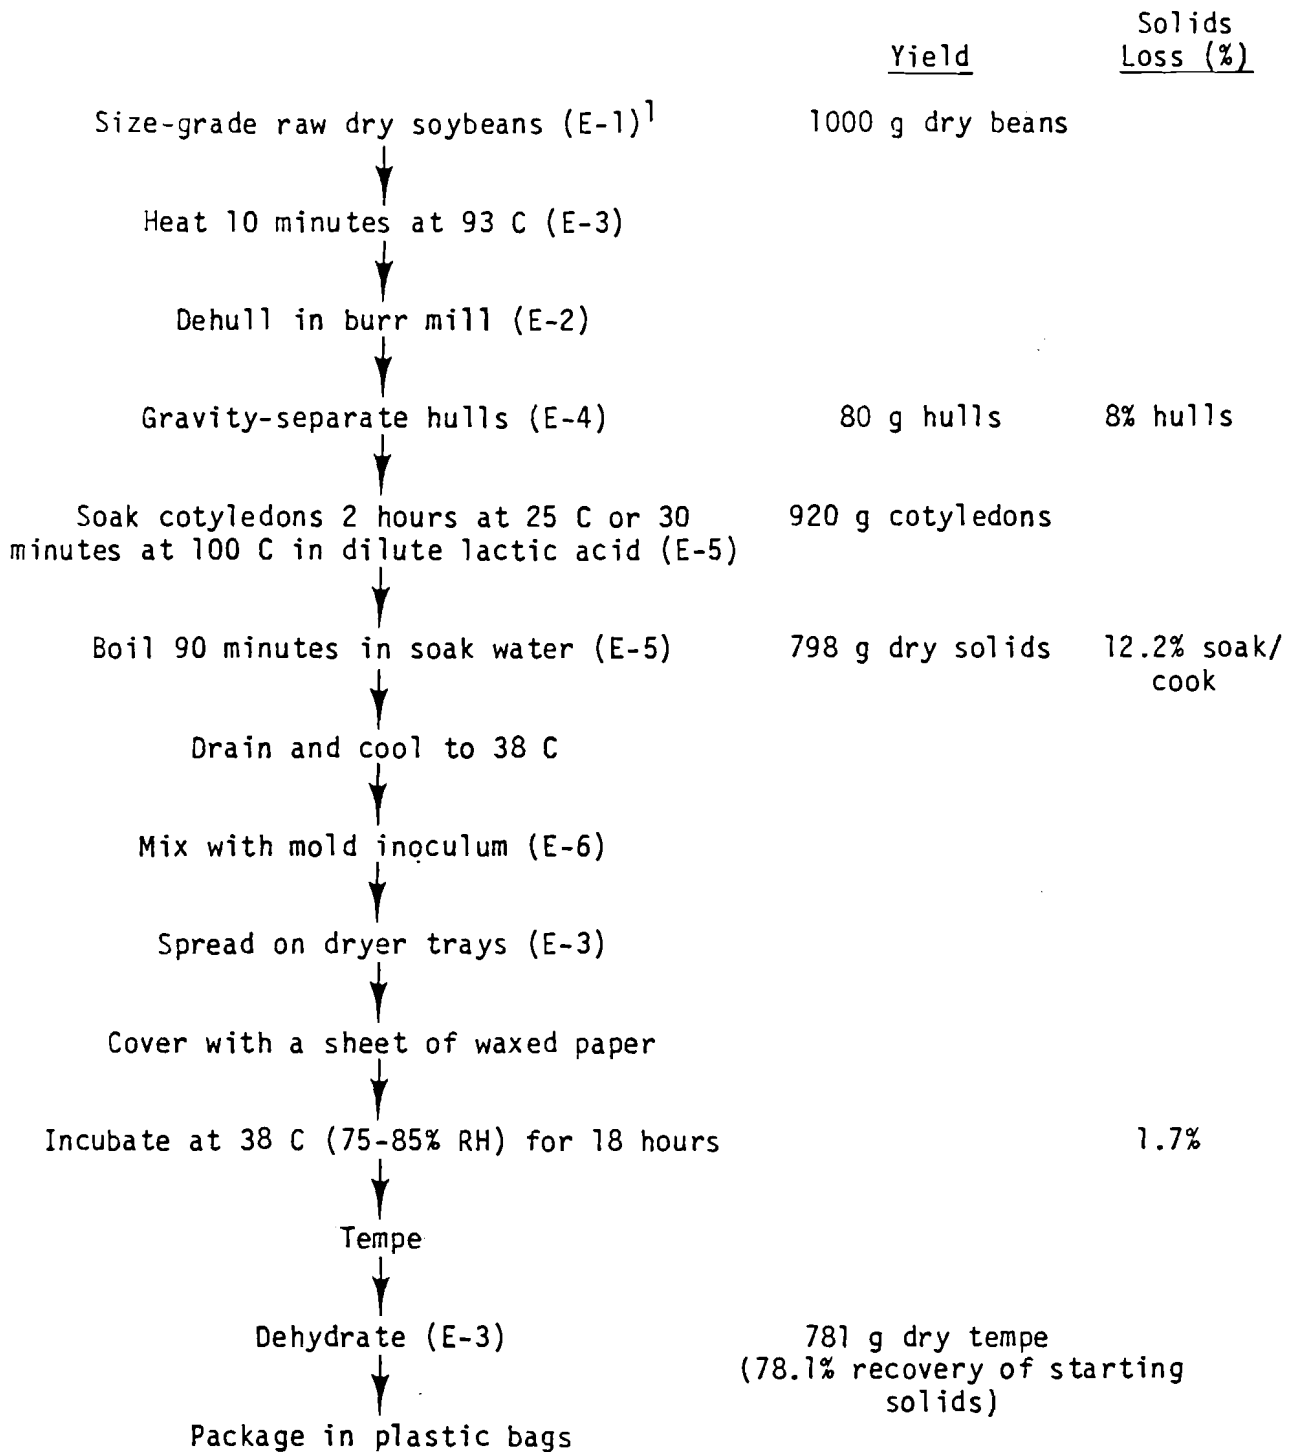 Solids
Yield Loss (%)
Size-grade raw dry soybeans (E-1)1 1000 g dry beans
Heat 10 minutes at 93 C (E-3)
Dehull in burr mill (E-2)
Gravity-separate hulls (E-4) 80 g hulls 8% hulls
Soak cotyledons 2 hours at 25 C or 30 920 g cotyledons
minutes at 100 C in dilute lactic acid (E-5)
Boil 90 minutes in soak water (E-5) 798 g dry solids 12.2% soak/
cook
Drain and cool to 38 C
Mix with mold inoculum (E-6)
Spread on dryer trays (E-3)
Cover with a sheet of waxed paper
Incubate at 38 C (75-85% RH) for 18 hours 1.7%
Tempe
Dehydrate (E-3) 781 g dry tempe
(78.1% recovery of starting
solids)
Package in plastic bags